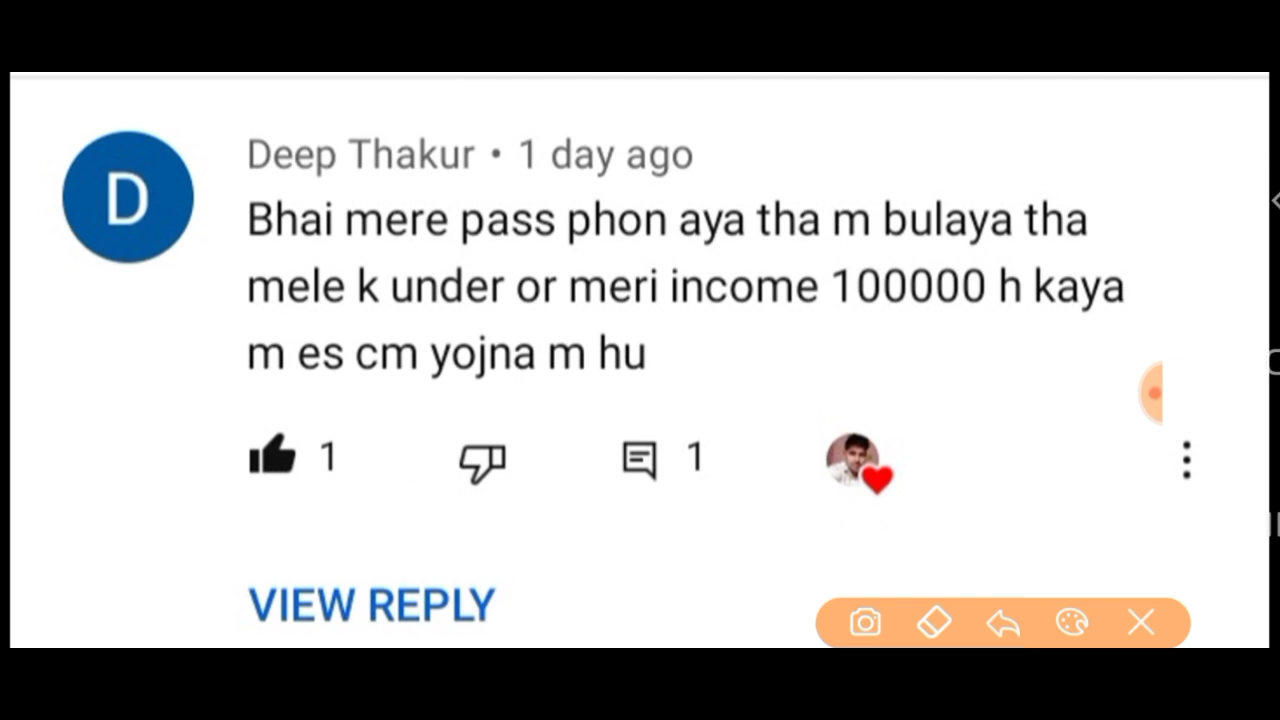 D
Deep Thakur • 1 day ago
Bhai mere pass phon aya tha m bulaya tha
mele k under or meri income 100000 h kaya
m es cm yojna m hu
1
1
VIEW REPLY